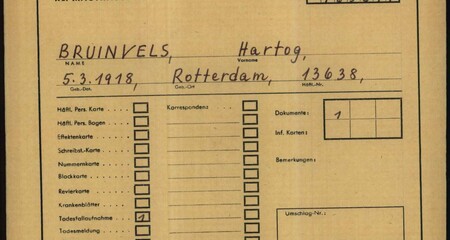 BRUINVELS, Hartog,
NAME Vorname
5.3.1918, Rotterdam, 13638,
Geb.-Dat. Geb.-Ort Häftl.-Nr.
Häftl. Pers. Karte
Korrespondenz:
Dokumente: 1
Häftl. Pers. Bogen
Inf. Karten:
Effektenkarte
Schreibst.-Karte
Nummernkarte
Bemerkungen:
Blockkarte
Revierkarte
Krankenblätter
Todesfallaufnahme 1
Umschlag-Nr.:
Todesmeldung